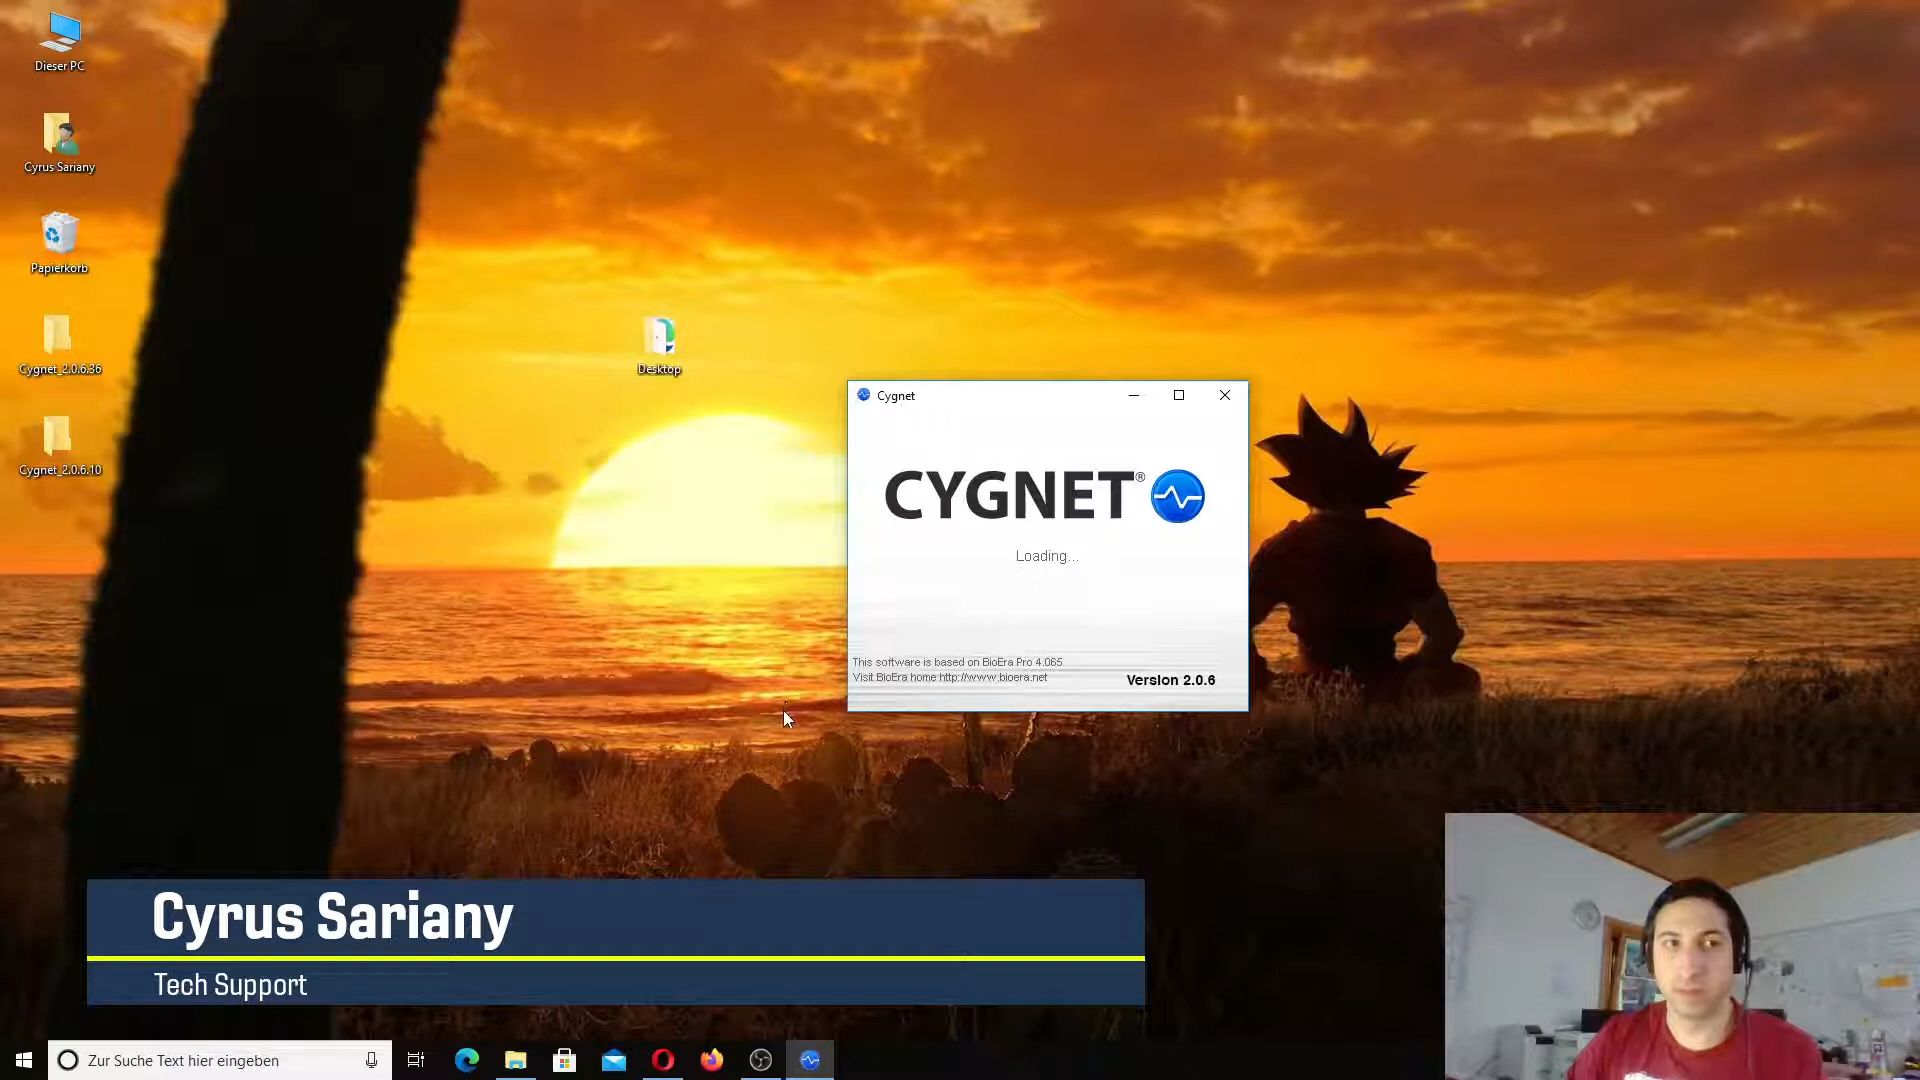 Dieser PC
Cyrus Sariany
Papierkorb
Cygnet_2.0.6.36
Cygnet_2.0.6.10
Desktop
Cygnet
CYGNET®
Loading...
This software is based on BioEra Pro 4.065
Visit BioEra home http://www.bioera.net
Version 2.0.6
Cyrus Sariany
Tech Support
Zur Suche Text hier eingeben